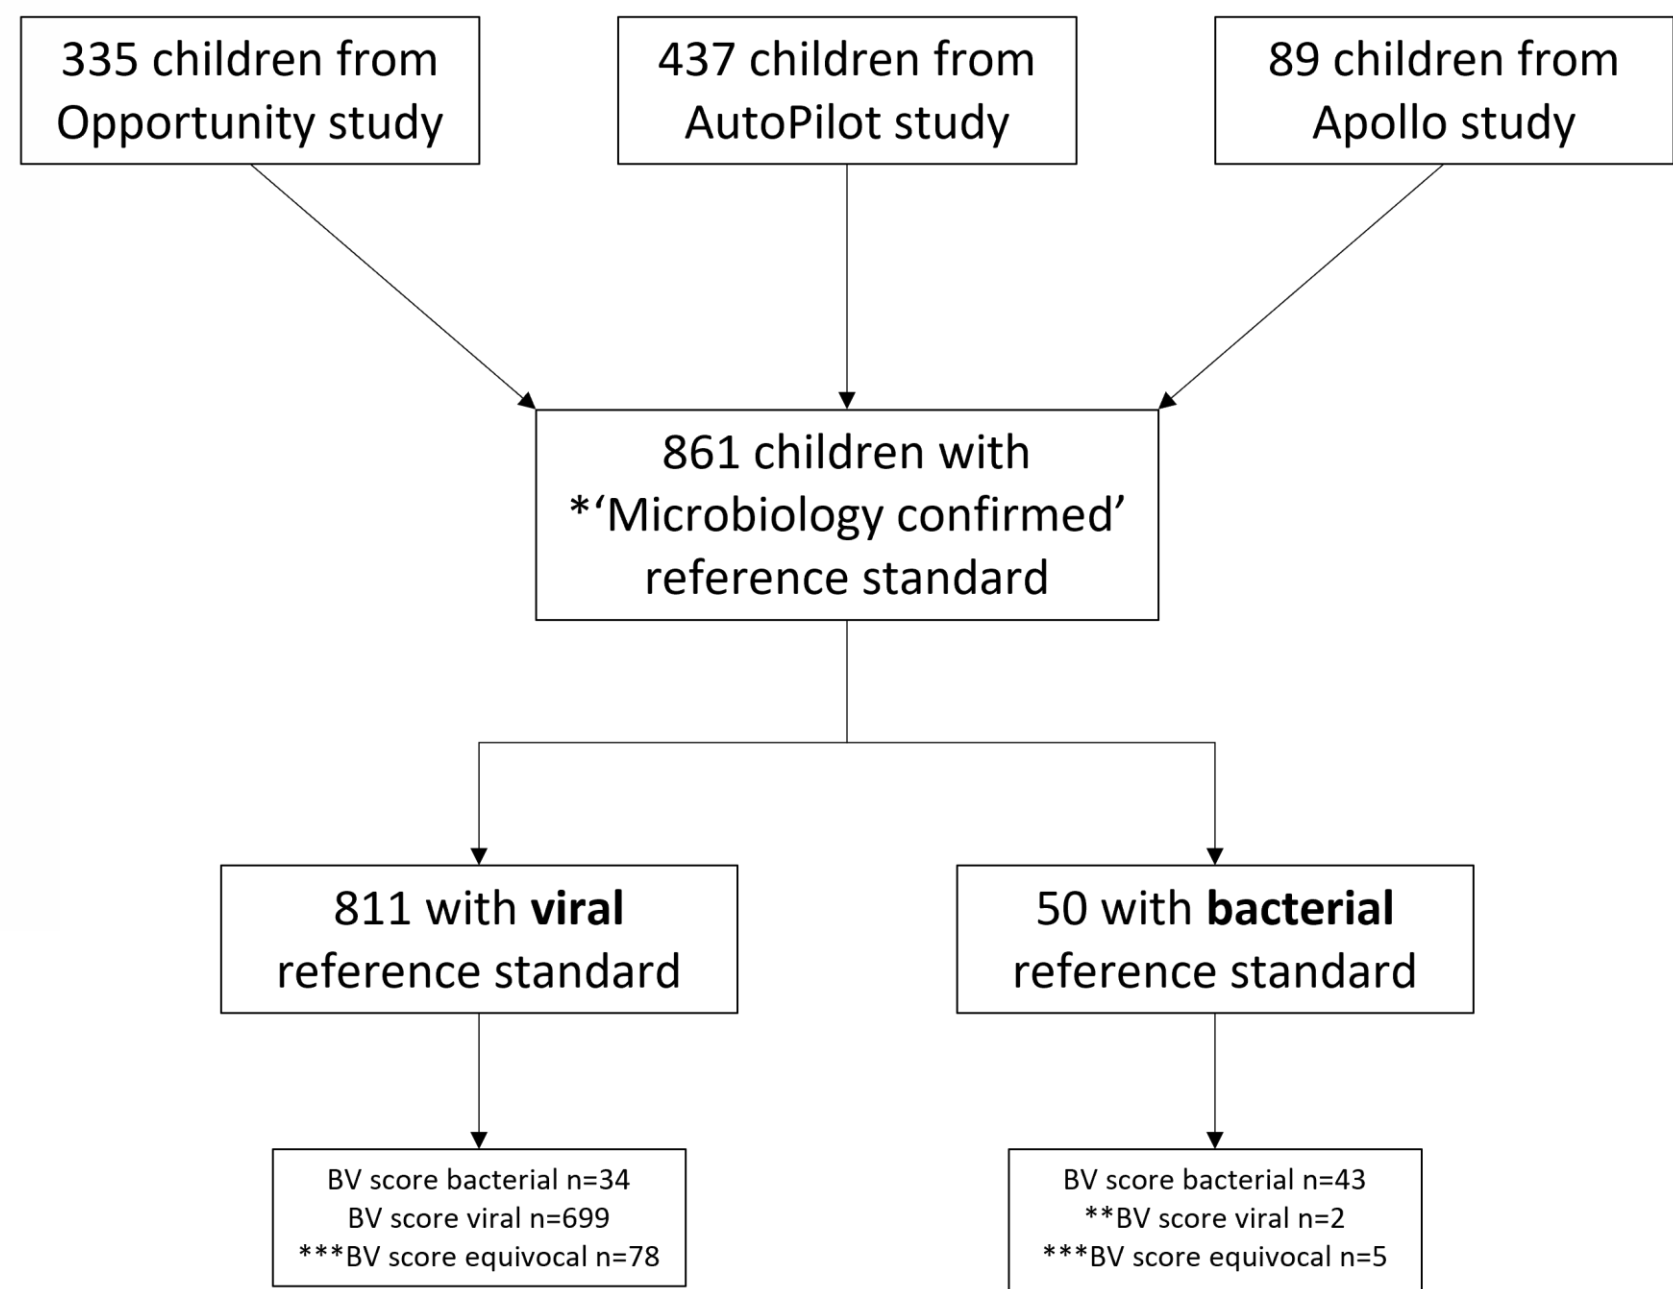 335 children from
Opportunity study
437 children from
AutoPilot study
89 children from
Apollo study
861 children with
*‘Microbiology confirmed’
reference standard
811 with viral
reference standard
50 with bacterial
reference standard
BV score bacterial n=34
BV score viral n=699
***BV score equivocal n=78
BV score bacterial n=43
**BV score viral n=2
***BV score equivocal n=5